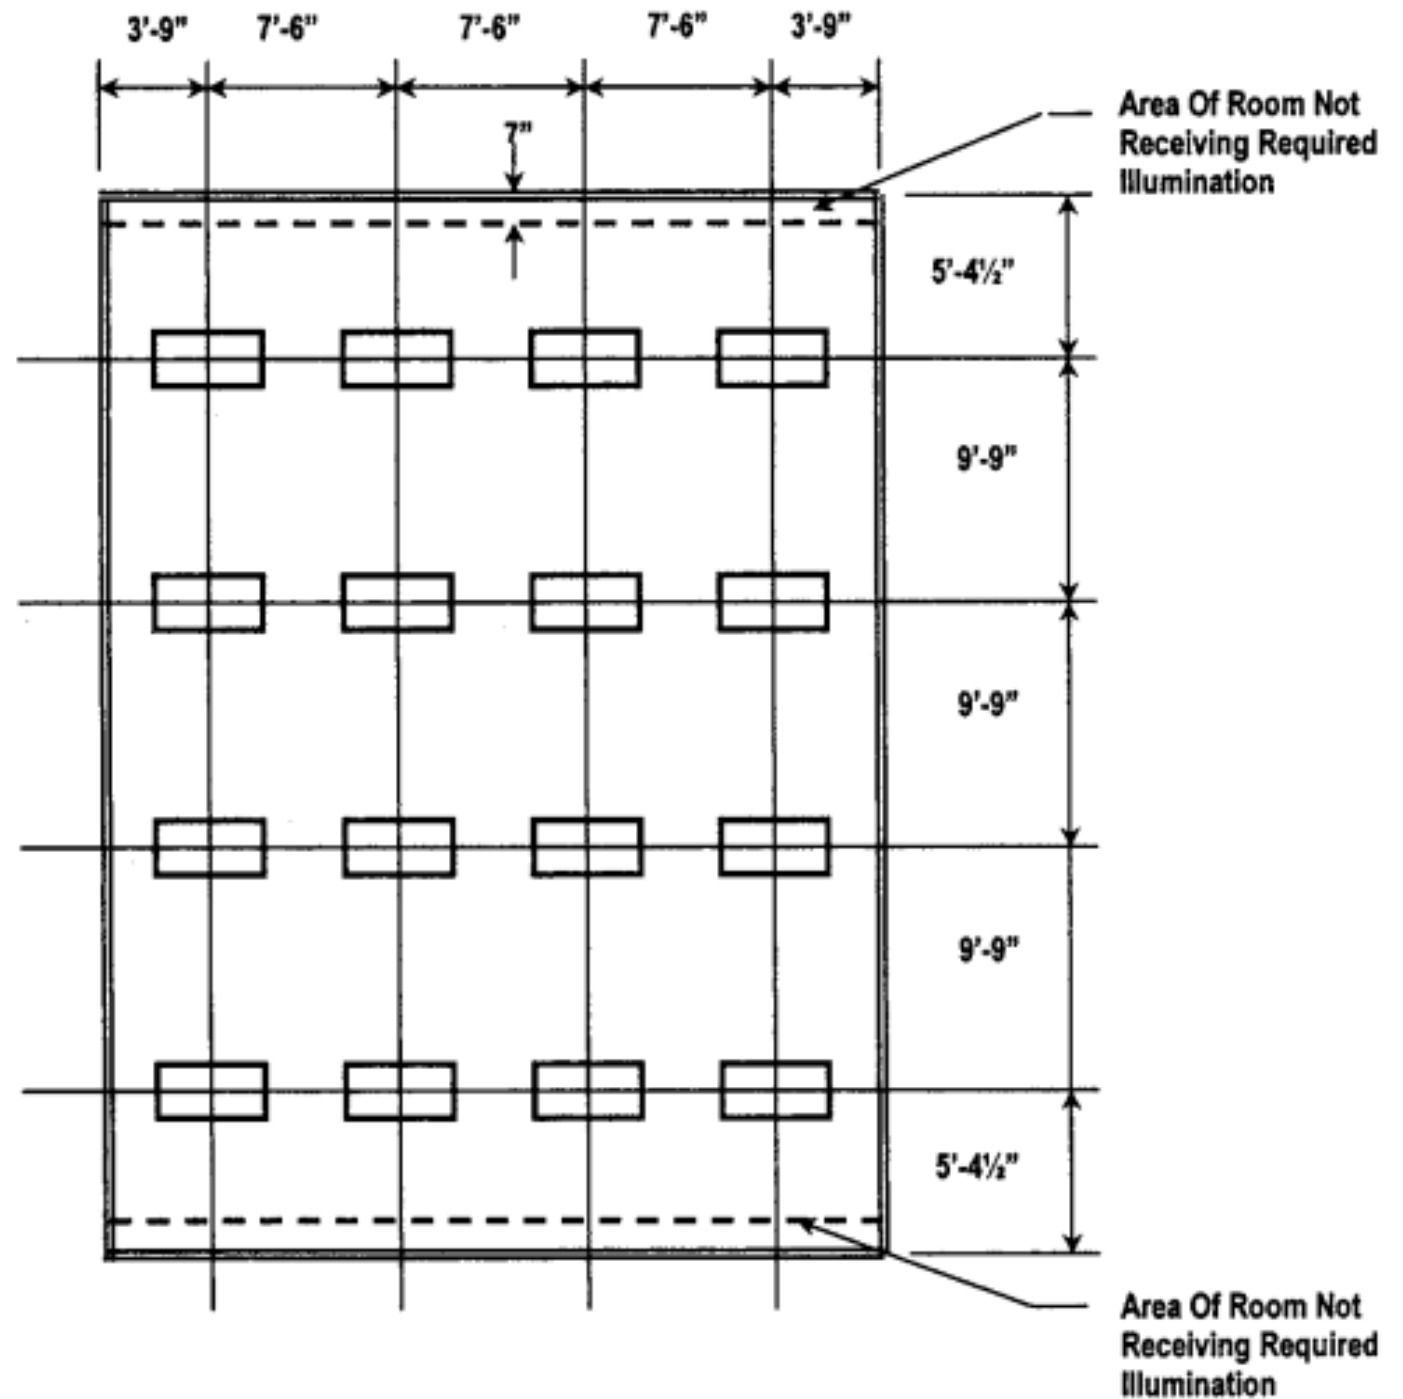 3'-9" 7'-6" 7'-6" 7'-6" 3'-9"
7"
Area Of Room Not
Receiving Required
Illumination
5'-4½"
9'-9"
9'-9"
9'-9"
5'-4½"
Area Of Room Not
Receiving Required
Illumination